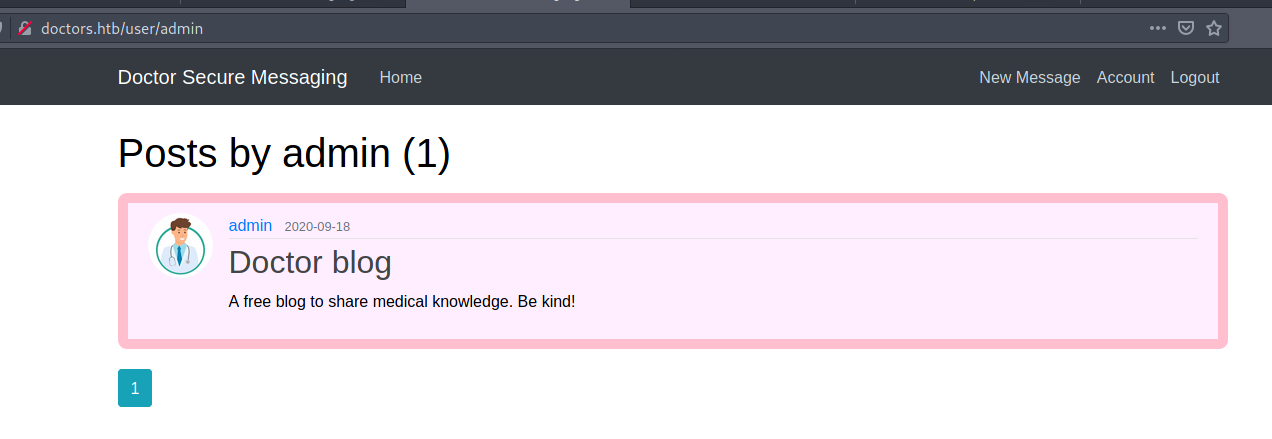 doctors.htb/user/admin
Doctor Secure Messaging Home New Message Account Logout
Posts by admin (1)
admin 2020-09-18
Doctor blog
A free blog to share medical knowledge. Be kind!
1